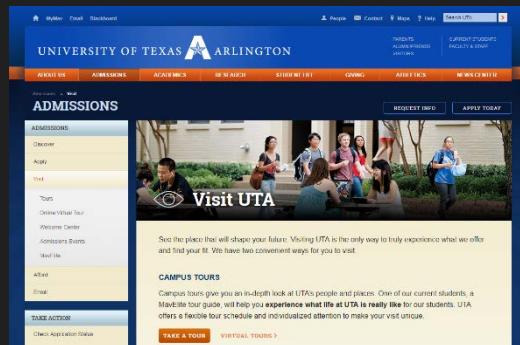 MyMav Email Blackboard
People Contact Maps Help Search UTA
UNIVERSITY OF TEXAS ARLINGTON
PARENTS
ALUMNI/FRIENDS
VISITORS
CURRENT STUDENTS
FACULTY & STAFF
ABOUT US ADMISSIONS ACADEMICS RESEARCH STUDENT LIFE GIVING ATHLETICS NEWS CENTER
Visit
ADMISSIONS
REQUEST INFO APPLY TODAY
ADMISSIONS
Discover
Apply
Visit
Tours
Online Virtual Tour
Welcome Center
Admissions Events
MavElite
Afford
Enroll
TAKE ACTION
Check Application Status
Visit UTA
See the place that will shape your future. Visiting UTA is the only way to truly experience what we offer
and find your fit. We have two convenient ways for you to visit.
CAMPUS TOURS
Campus tours give you an in-depth look at UTA's people and places. One of our current students, a
MavElite tour guide, will help you experience what life at UTA is really like for our students. UTA
offers a flexible tour schedule and individualized attention to make your visit unique.
TAKE A TOUR VIRTUAL TOURS >